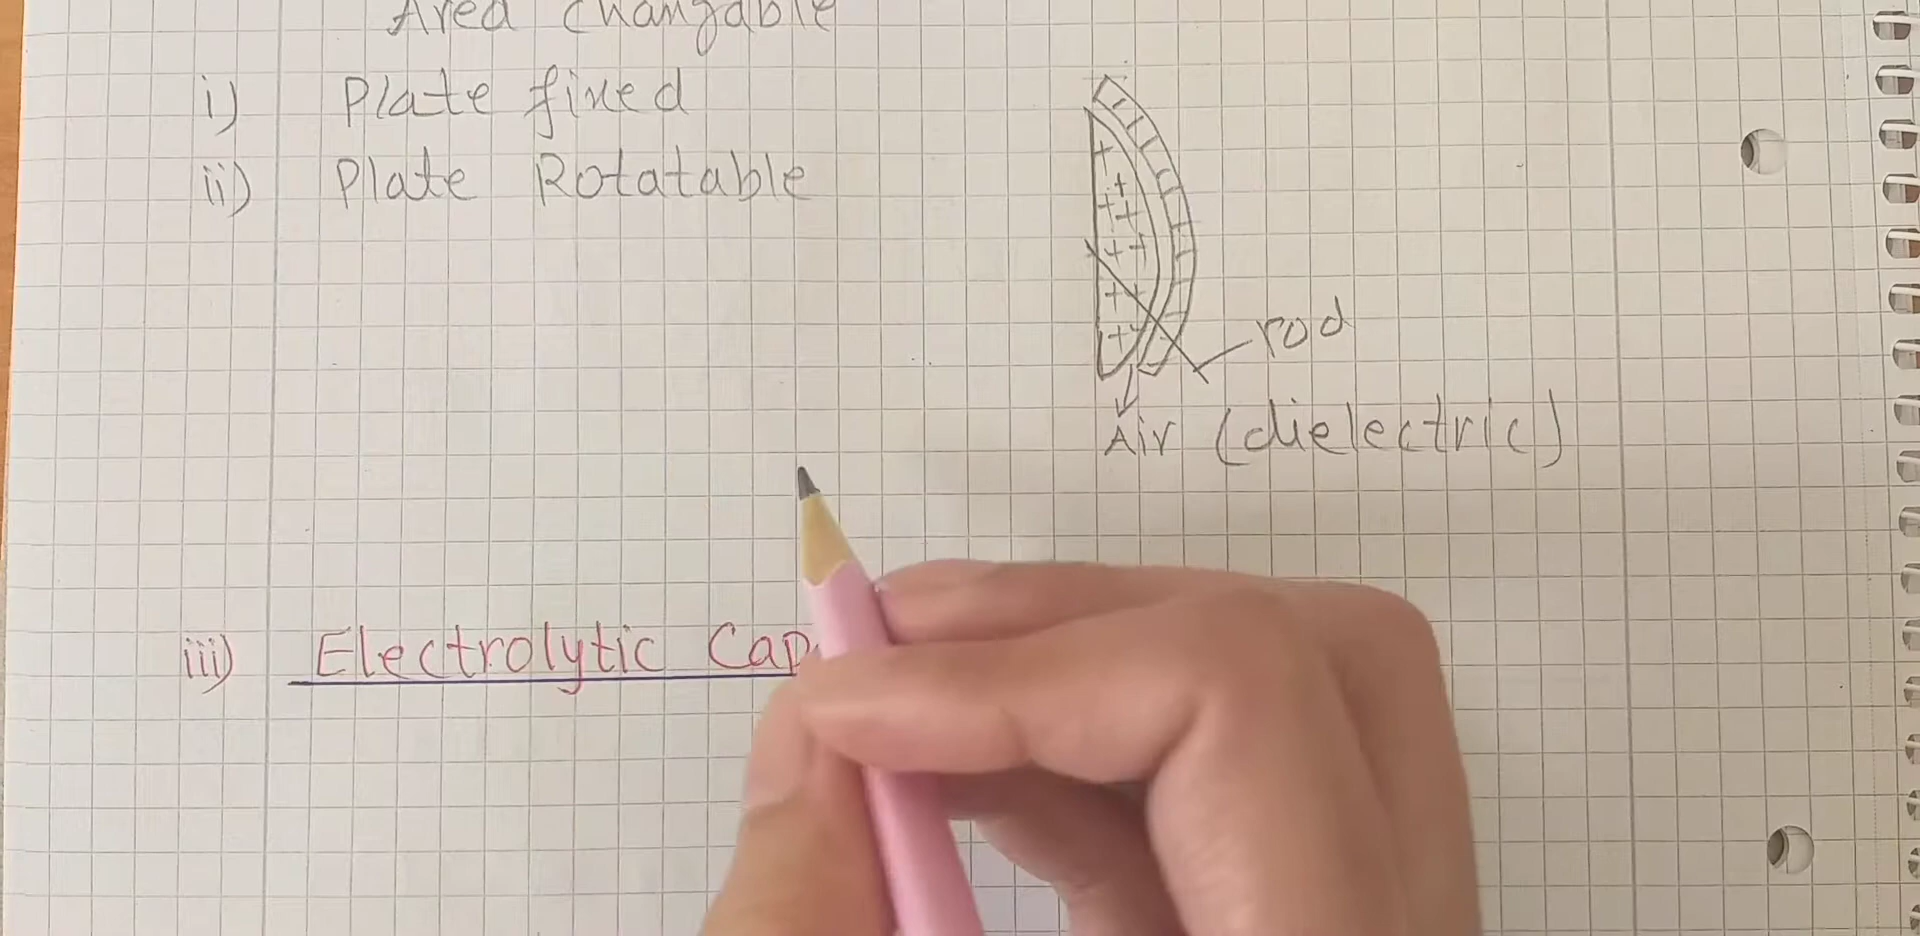 Area Changable
i) Plate fixed
ii) Plate Rotatable
rod
Air (dielectric)
iii) Electrolytic Cap